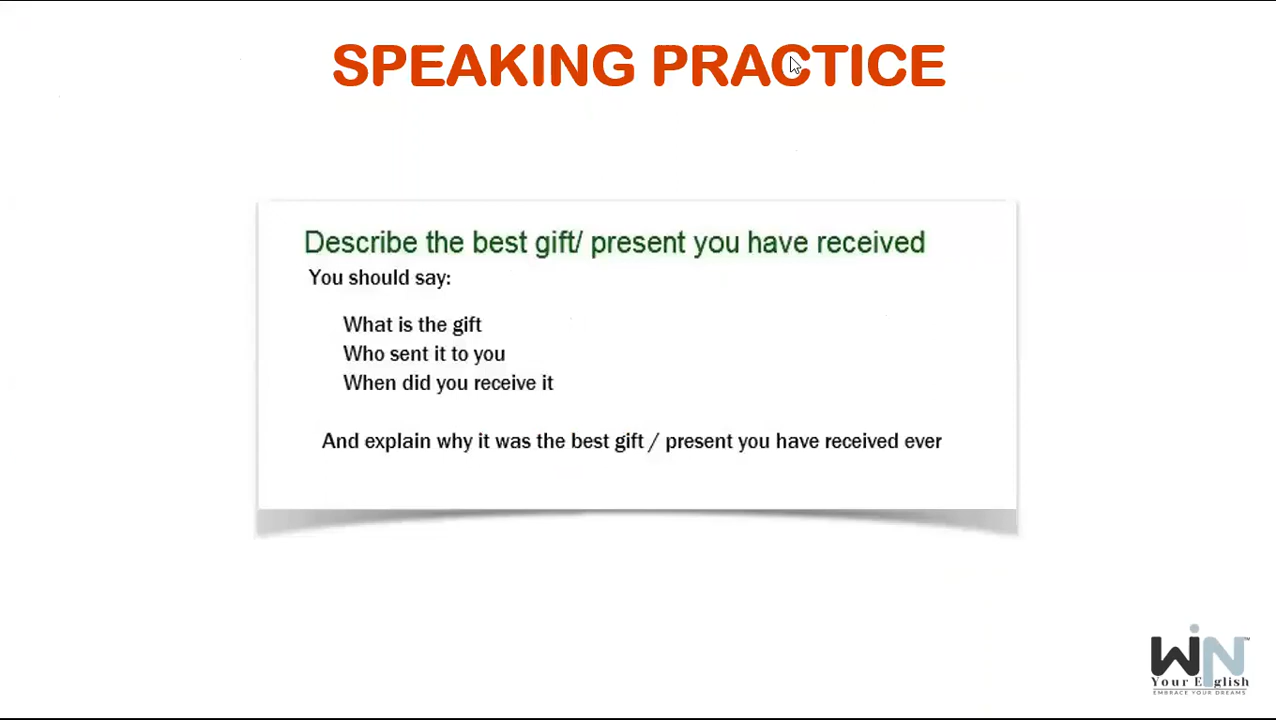 SPEAKING PRACTICE
Describe the best gift/ present you have received
You should say:
What is the gift
Who sent it to you
When did you receive it
And explain why it was the best gift / present you have received ever
WiN™
Your English
EMBRACE YOUR DREAMS